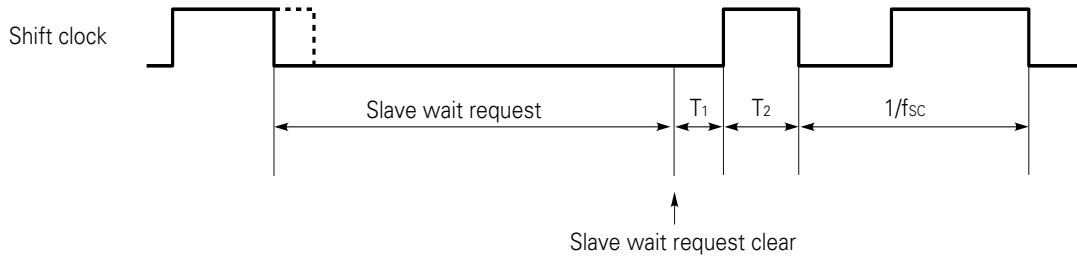 Shift clock
Slave wait request
T1
T2
1/fSC
Slave wait request clear